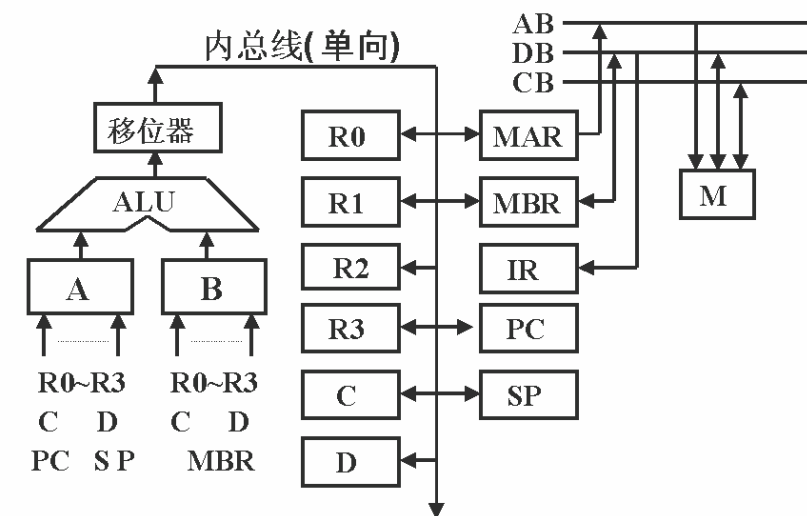 内总线(单向)
AB
DB
CB
移位器
R0 MAR
ALU
R1 MBR
M
A B
R2 IR
R3 PC
R0~R3 R0~R3
C SP
C D C D
PC S P MBR
D